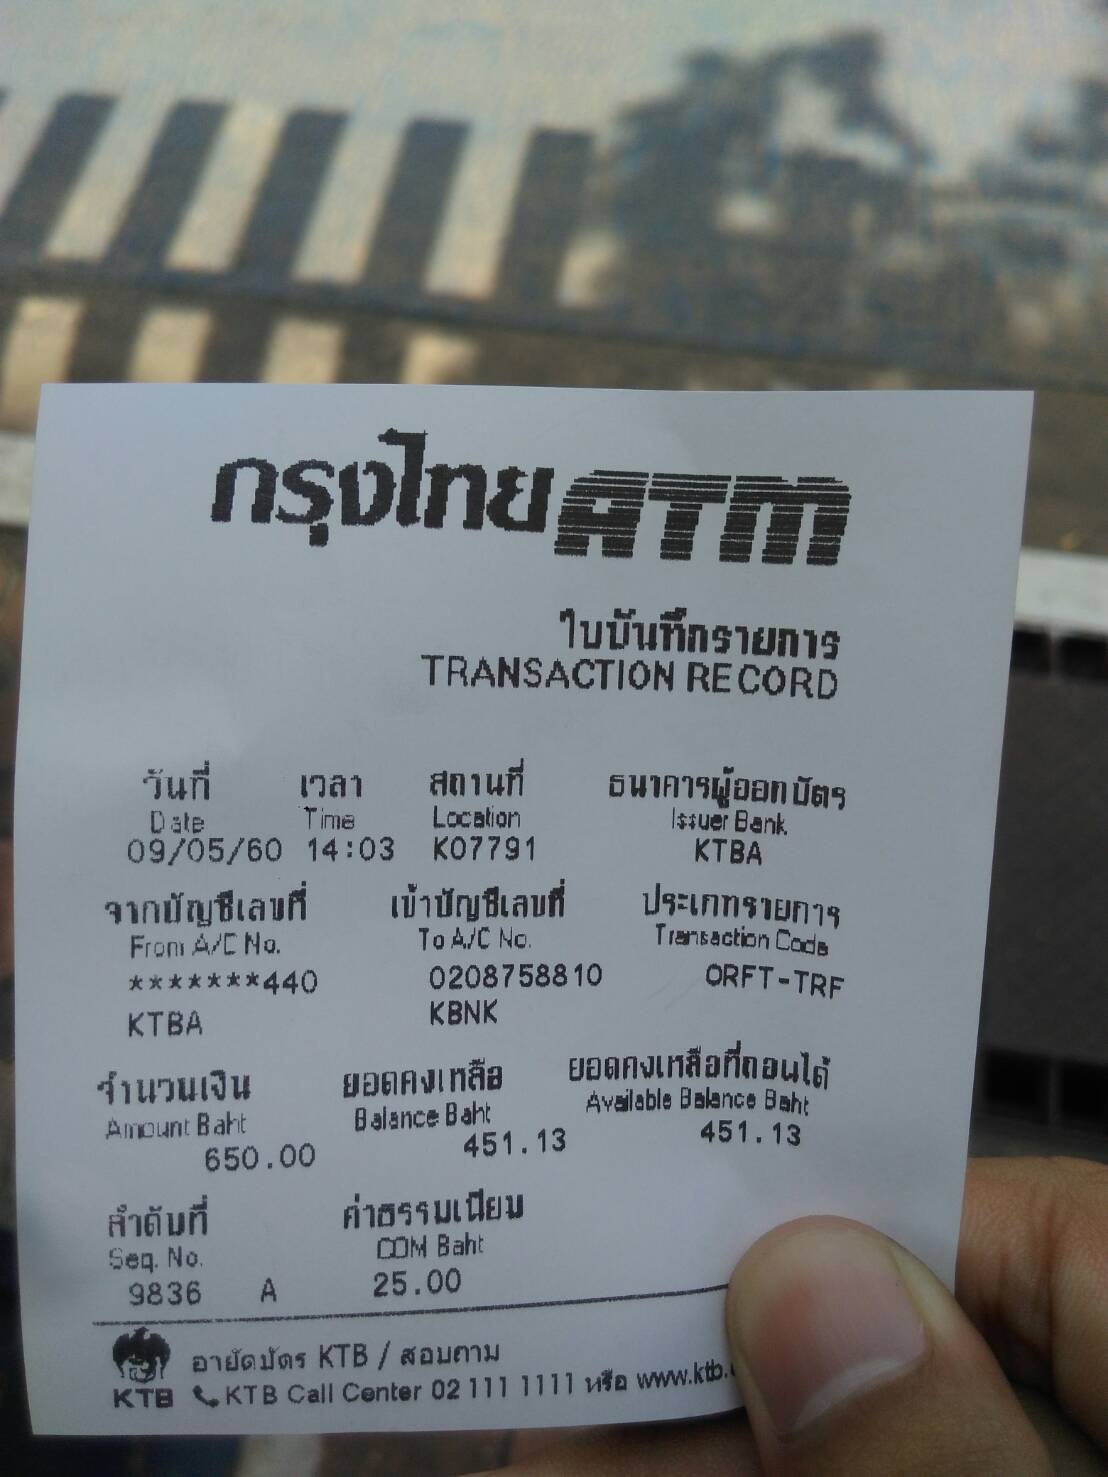 กรุงไทย ATM
ใบบันทึกรายการ
TRANSACTION RECORD
วันที่ เวลา สถานที่ ธนาคารผู้ออกบัตร
Date Time Location Issuer Bank
09/05/60 14:03 K07791 KTBA
จากบัญชีเลขที่ เข้าบัญชีเลขที่ ประเภทรายการ
From A/C No. To A/C No. Transaction Code
*******440 0208758810 ORFT-TRF
KTBA KBNK
จำนวนเงิน ยอดคงเหลือ ยอดคงเหลือที่ถอนได้
Amount Baht Balance Baht Available Balance Baht
650.00 451.13 451.13
ลำดับที่ ค่าธรรมเนียม
Seq. No. COM Baht
9836 A 25.00
อายัดบัตร KTB / สอบถาม
KTB KTB Call Center 02 111 1111 หรือ www.ktb.